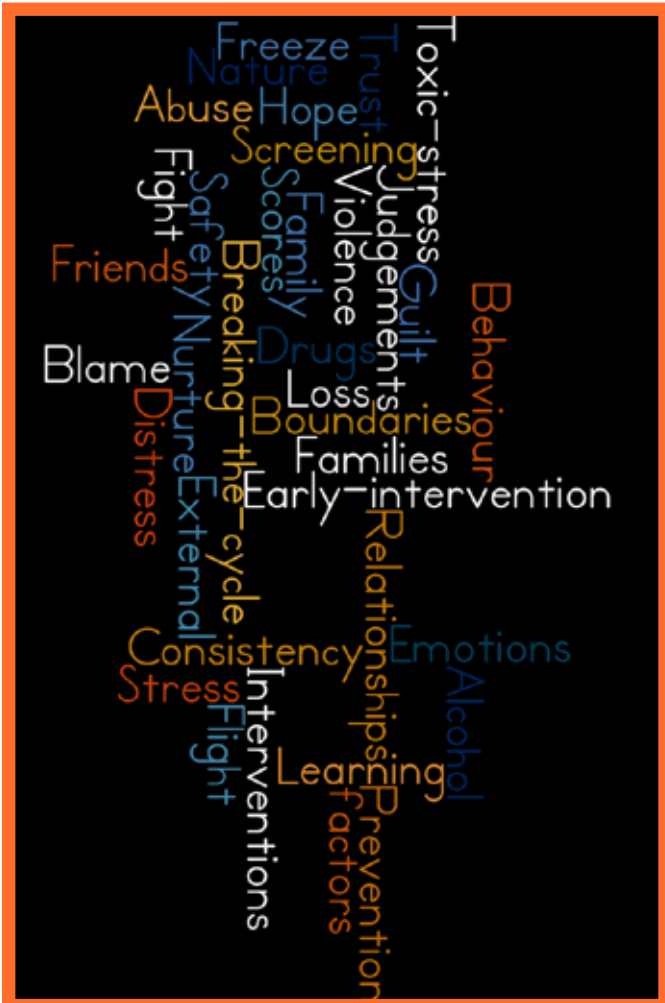 Freeze
Trust
Toxic-stress
Nature
Abuse
Hope
Screening
Fight
Safety
Scores
Family
Violence
Judgements
Friends
Breaking-the-cycle
Guilt
Behaviour
Nurture
Drugs
Blame
Loss
Distress
Boundaries
Families
External
Early-intervention
Relationships
Consistency
Emotions
Stress
Interventions
Alcohol
Flight
Learning
factors
Prevention